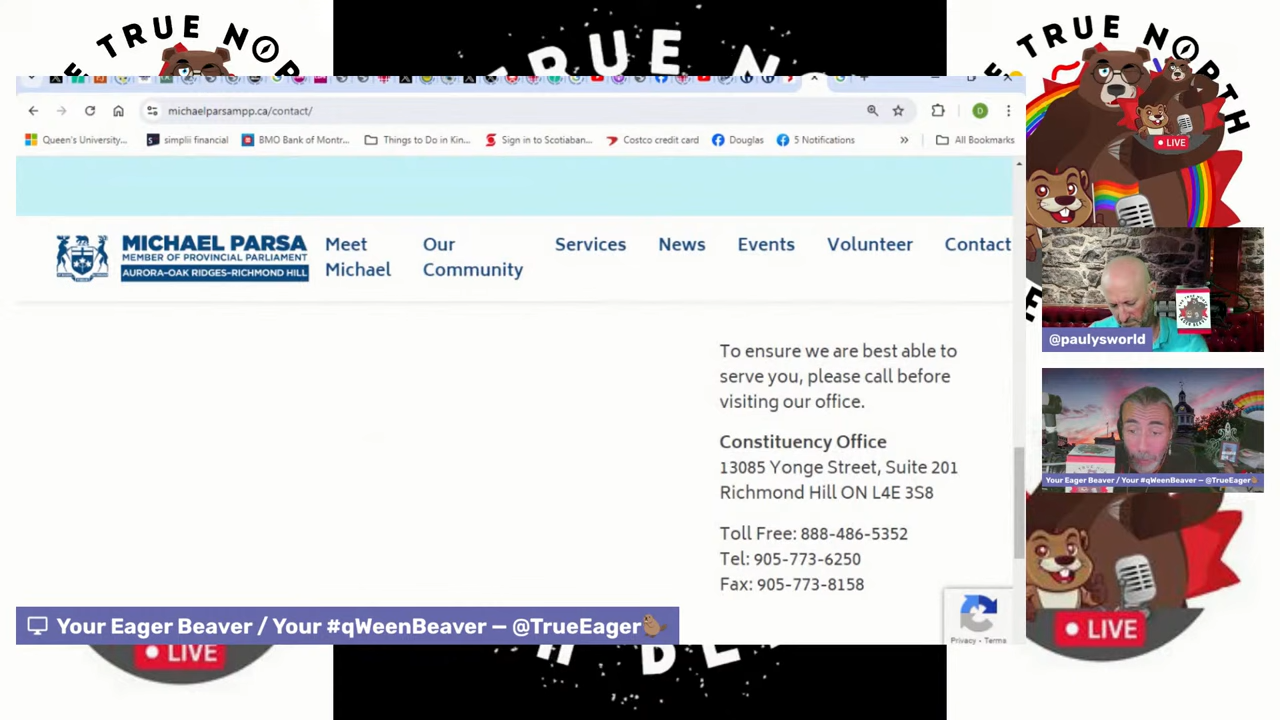 TRUE NOR
michaelparsampp.ca/contact/
Queen's University...
simplii financial
BMO Bank of Montr...
Things to Do in Kin...
Sign in to Scotiaban...
Costco credit card
Douglas
5 Notifications
»
All Bookmarks
MICHAEL PARSA
MEMBER OF PROVINCIAL PARLIAMENT
AURORA-OAK RIDGES-RICHMOND HILL
Meet
Michael
Our
Community
Services
News
Events
Volunteer
Contact
To ensure we are best able to
serve you, please call before
visiting our office.
Constituency Office
13085 Yonge Street, Suite 201
Richmond Hill ON L4E 3S8
Toll Free: 888-486-5352
Tel: 905-773-6250
Fax: 905-773-8158
Privacy - Terms
Your Eager Beaver / Your #qWeenBeaver — @TrueEager
LIVE
RUE N
TRUE NORTH
LIVE
@paulysworld
Your Eager Beaver / Your #qWeenBeaver — @TrueEager
LIVE